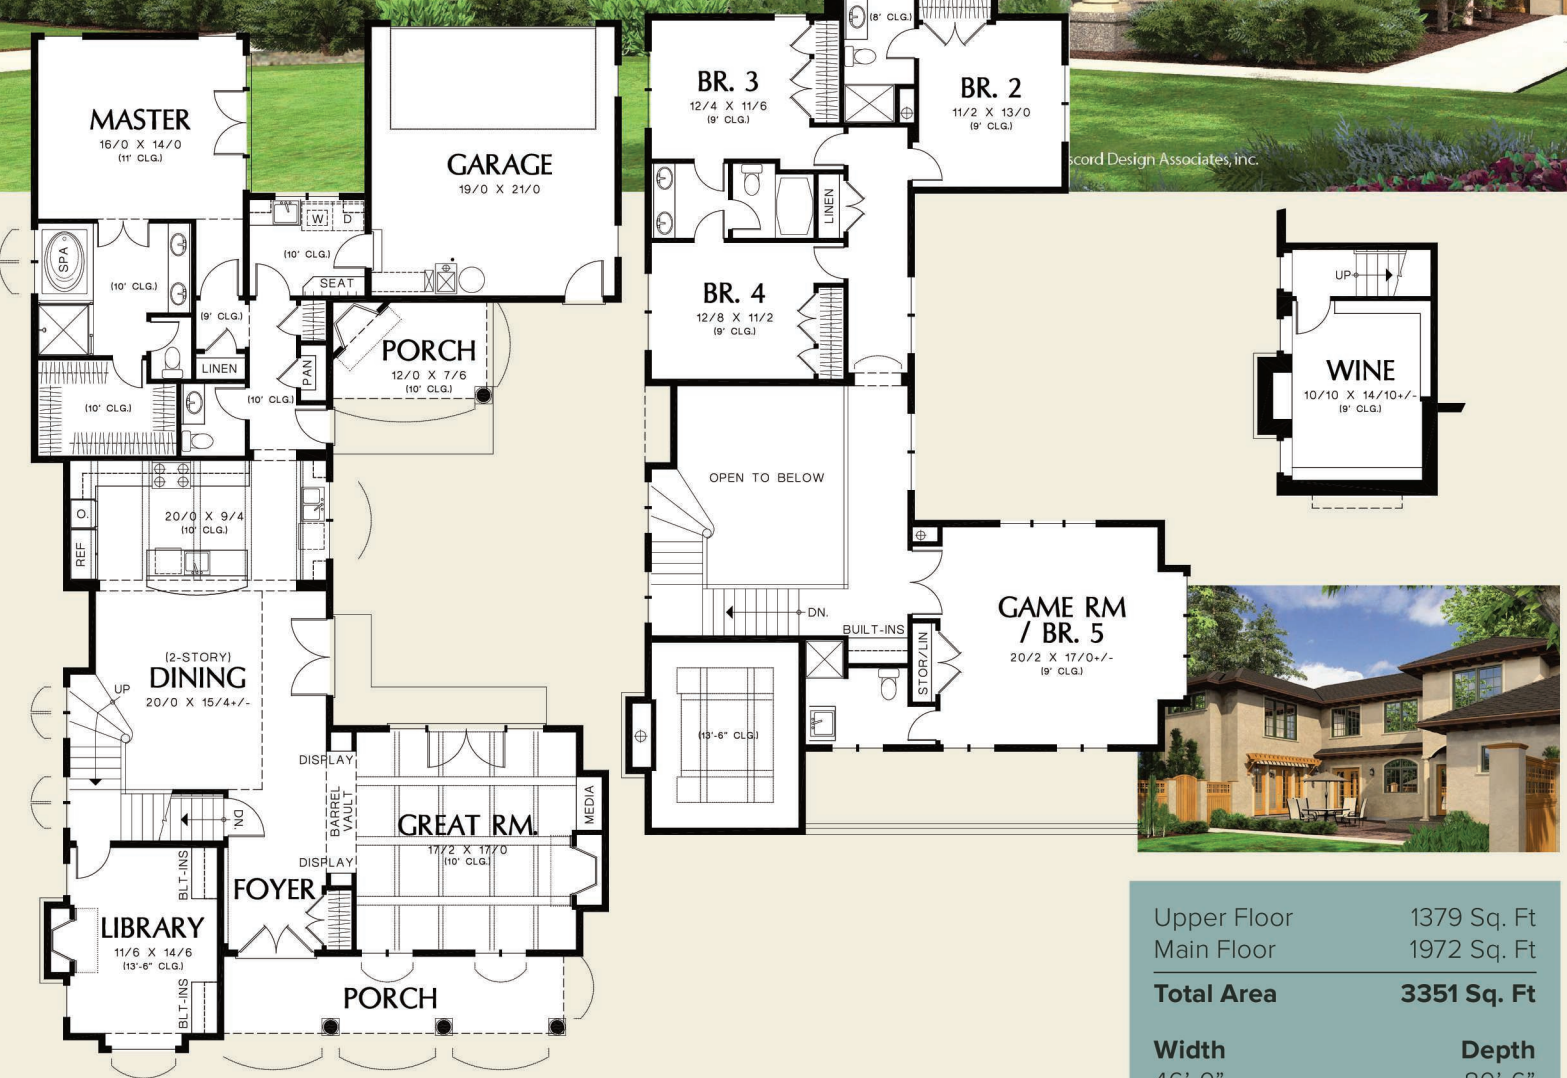 MASTER
16/0 X 14/0
(11' CLG.)
GARAGE
19/0 X 21/0
W D
(10' CLG.)
SEAT
SPA
(10' CLG.)
(9' CLG.)
LINEN
PAN
(10' CLG.)
(10' CLG.)
PORCH
12/0 X 7/6
(10' CLG.)
O.
REF
20/0 X 9/4
(10' CLG.)
(2-STORY)
DINING
20/0 X 15/4+/-
UP
DN.
DISPLAY
BARREL
VAULT
DISPLAY
MEDIA
GREAT RM.
17/2 X 17/0
(10' CLG.)
FOYER
BLT-INS
LIBRARY
11/6 X 14/6
(13'-6" CLG.)
BLT-INS
PORCH
BR. 3
12/4 X 11/6
(9' CLG.)
(8' CLG.)
BR. 2
11/2 X 13/0
(9' CLG.)
LINEN
BR. 4
12/8 X 11/2
(9' CLG.)
OPEN TO BELOW
DN.
BUILT-INS
STOR/LIN
GAME RM
/ BR. 5
20/2 X 17/0+/-
(9' CLG.)
(13'-6" CLG.)
scord Design Associates, inc.
UP
WINE
10/10 X 14/10+/-
(9' CLG.)
Upper Floor 1379 Sq. Ft
Main Floor 1972 Sq. Ft
Total Area 3351 Sq. Ft
Width Depth